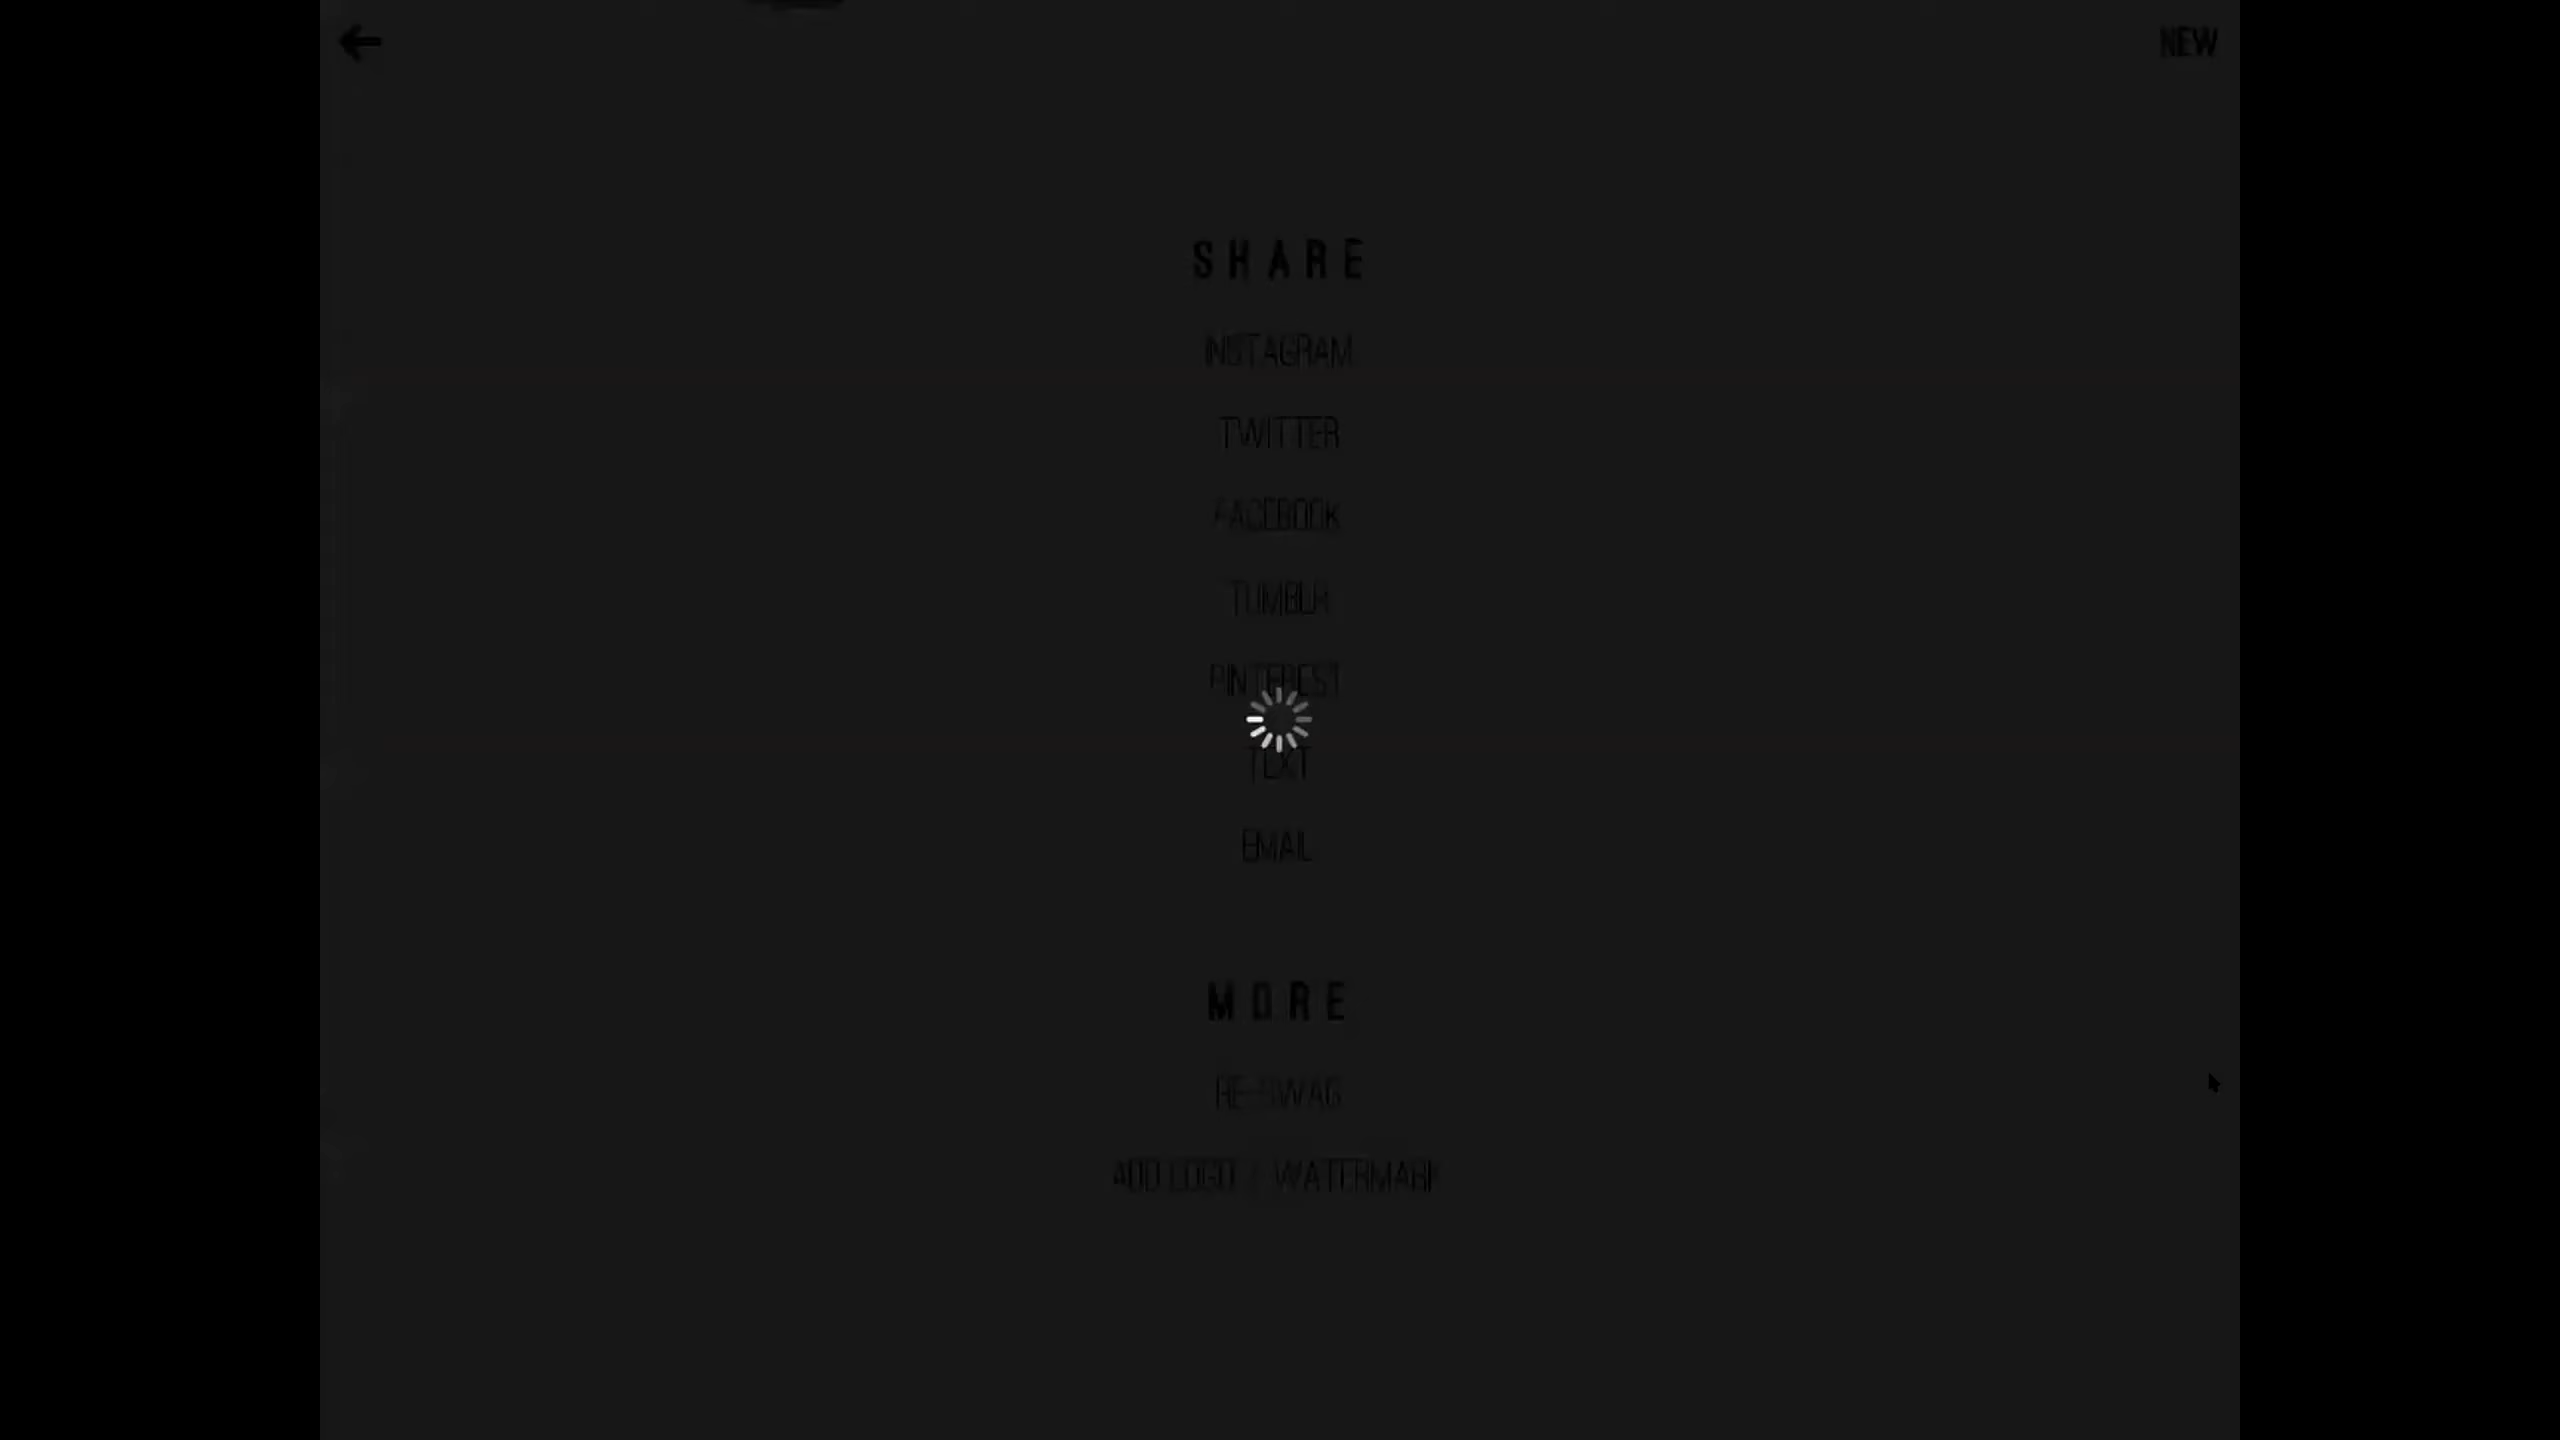 NEW
SHARE
INSTAGRAM
TWITTER
FACEBOOK
TUMBLR
PINTEREST
TEXT
EMAIL
MORE
RE-SWAG
ADD LOGO / WATERMARK